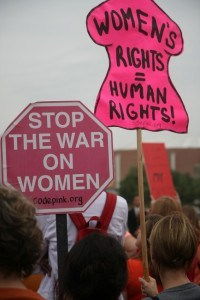 WOMEN'S
RIGHTS
=
HUMAN
RIGHTS!
STOP
THE WAR
ON
WOMEN
codepink.org